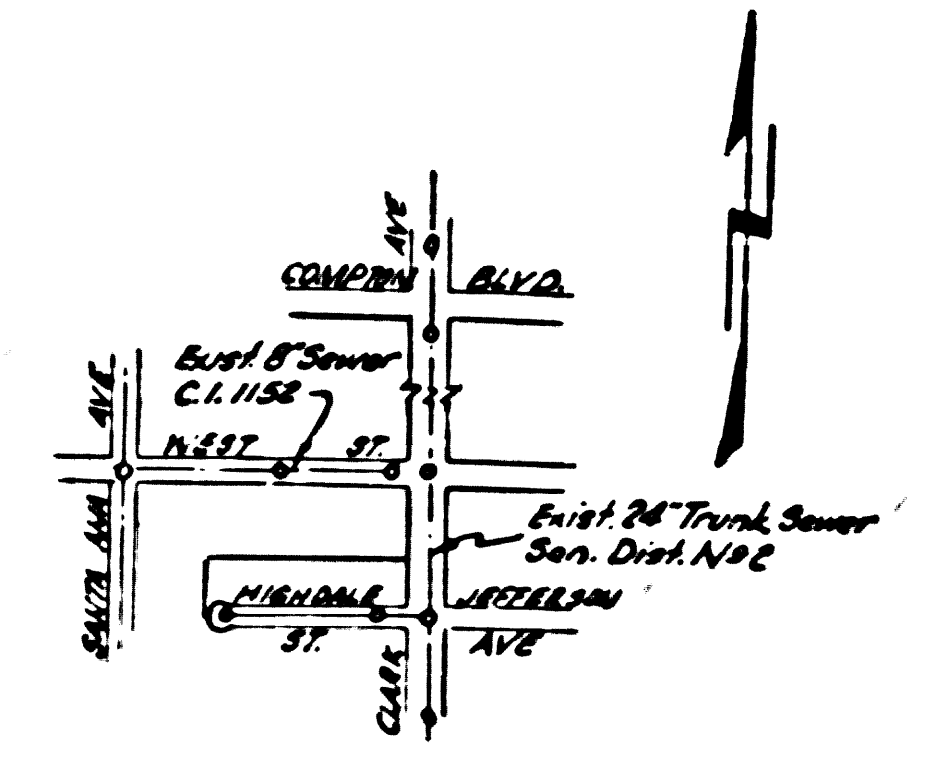 AVE
COMPTON BLVD.
Exist. 8" Sewer
C.I. 1152
AVE
WEST ST.
SANTA ANA
Exist. 24" Trunk Sewer
San. Dist. No 2
HIGHDALE
ST.
JEFFERSON
AVE
CLARK